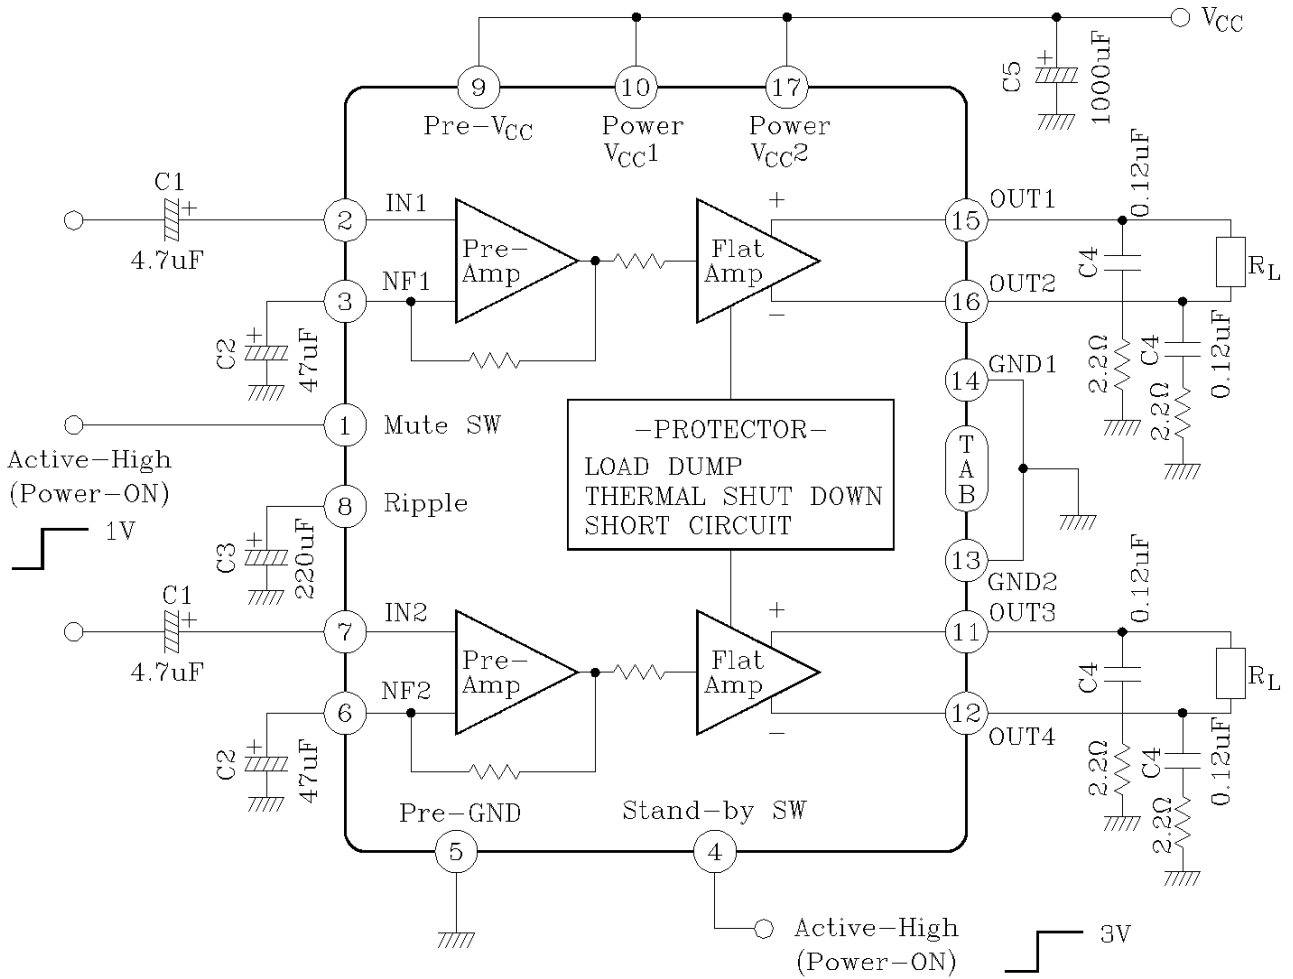 VCC
9
10
17
C5
+
1000uF
Pre-VCC
Power
VCC1
Power
VCC2
C1
+
4.7uF
2
IN1
Pre-
Amp
Flat
Amp
+
-
15
OUT1
0.12uF
C4
RL
3
NF1
C2
+
47uF
16
OUT2
2.2Ω
C4
0.12uF
2.2Ω
14
GND1
1
Mute SW
Active-High
(Power-ON)
1V
-PROTECTOR-
LOAD DUMP
THERMAL SHUT DOWN
SHORT CIRCUIT
TAB
8
Ripple
C3
+
220uF
13
GND2
C1
+
4.7uF
7
IN2
Pre-
Amp
Flat
Amp
+
-
11
OUT3
0.12uF
C4
RL
6
NF2
C2
+
47uF
12
OUT4
2.2Ω
C4
0.12uF
2.2Ω
Pre-GND
5
Stand-by SW
4
Active-High
(Power-ON)
3V